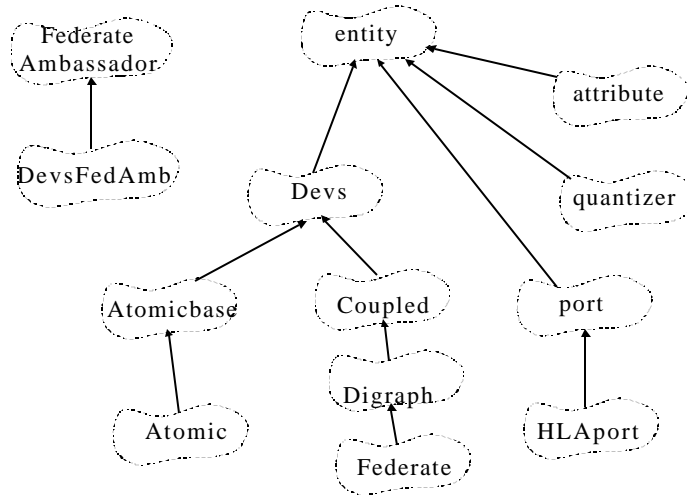 Federate
Ambassador
entity
attribute
DevsFedAmb
Devs
quantizer
Atomicbase
Coupled
port
Digraph
Atomic
HLAport
Federate